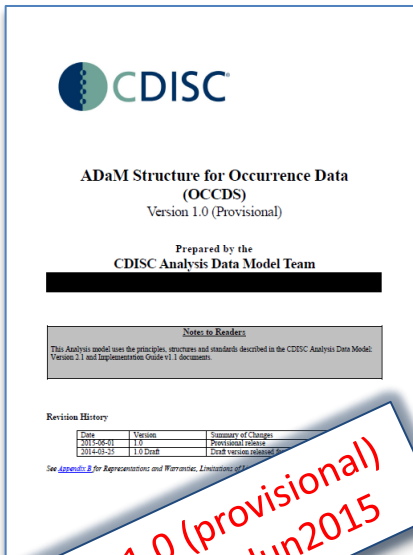 CDISC
ADaM Structure for Occurrence Data
(OCCDS)
Version 1.0 (Provisional)
Prepared by the
CDISC Analysis Data Model Team
Notes to Readers
This Analysis model uses the principles, structures and standards described in the CDISC Analysis Data Model:
Version 2.1 and Implementation Guide v1.1 documents.
Revision History
Date Version Summary of Changes
2015-06-01 1.0 Provisional release
2014-03-25 1.0 Draft Draft version released
See Appendix B for Representations and Warranties, Limitations of
1.0 (provisional)
Jun2015